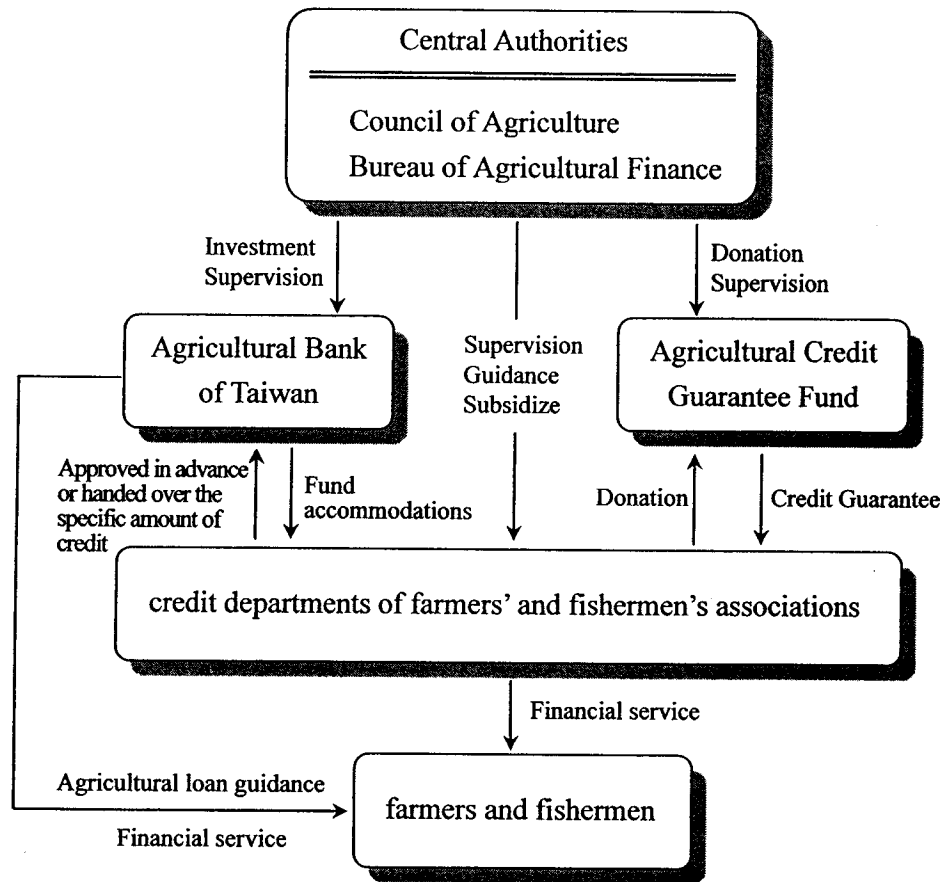 Central Authorities
Council of Agriculture
Bureau of Agricultural Finance
Investment
Supervision
Donation
Supervision
Agricultural Bank
of Taiwan
Supervision
Guidance
Subsidize
Agricultural Credit
Guarantee Fund
Approved in advance
or handed over the
specific amount of
credit
Fund
accommodations
Donation
Credit Guarantee
credit departments of farmers' and fishermen's associations
Financial service
Agricultural loan guidance
Financial service
farmers and fishermen